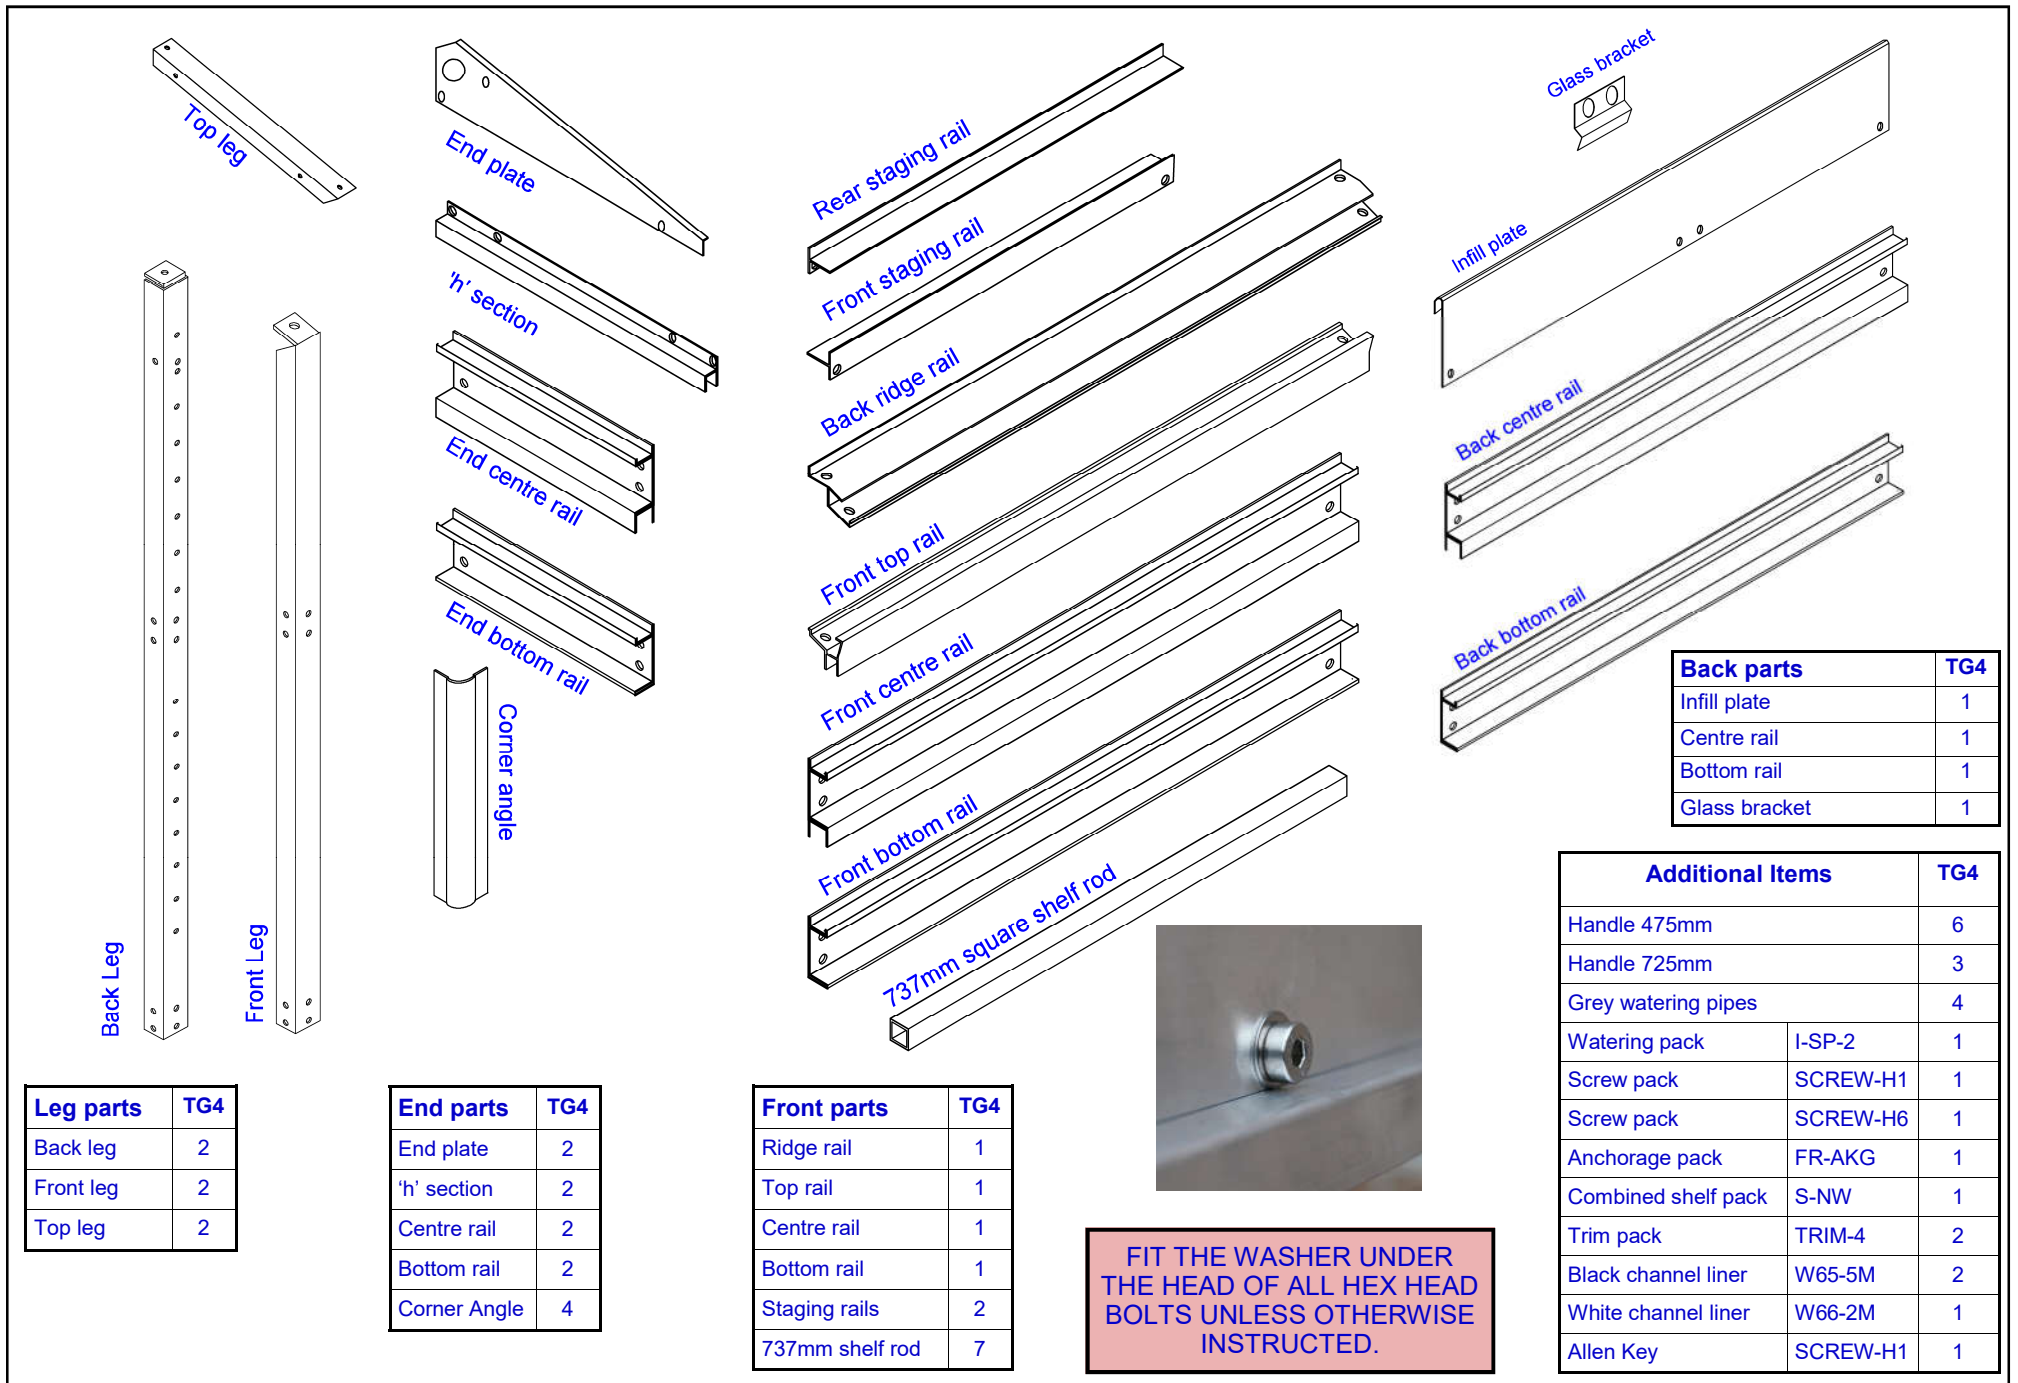 Top leg
End plate
'h' section
End centre rail
End bottom rail
Corner angle
Back Leg
Front Leg
Rear staging rail
Front staging rail
Back ridge rail
Front top rail
Front centre rail
Front bottom rail
737mm square shelf rod
Glass bracket
Infill plate
Back centre rail
Back bottom rail
Back parts TG4
Infill plate 1
Centre rail 1
Bottom rail 1
Glass bracket 1
Additional Items TG4
Handle 475mm 6
Handle 725mm 3
Grey watering pipes 4
Watering pack I-SP-2 1
Screw pack SCREW-H1 1
Screw pack SCREW-H6 1
Anchorage pack FR-AKG 1
Combined shelf pack S-NW 1
Trim pack TRIM-4 2
Black channel liner W65-5M 2
White channel liner W66-2M 1
Allen Key SCREW-H1 1
Leg parts TG4
Back leg 2
Front leg 2
Top leg 2
End parts TG4
End plate 2
‘h’ section 2
Centre rail 2
Bottom rail 2
Corner Angle 4
Front parts TG4
Ridge rail 1
Top rail 1
Centre rail 1
Bottom rail 1
Staging rails 2
737mm shelf rod 7
FIT THE WASHER UNDER
THE HEAD OF ALL HEX HEAD
BOLTS UNLESS OTHERWISE
INSTRUCTED.